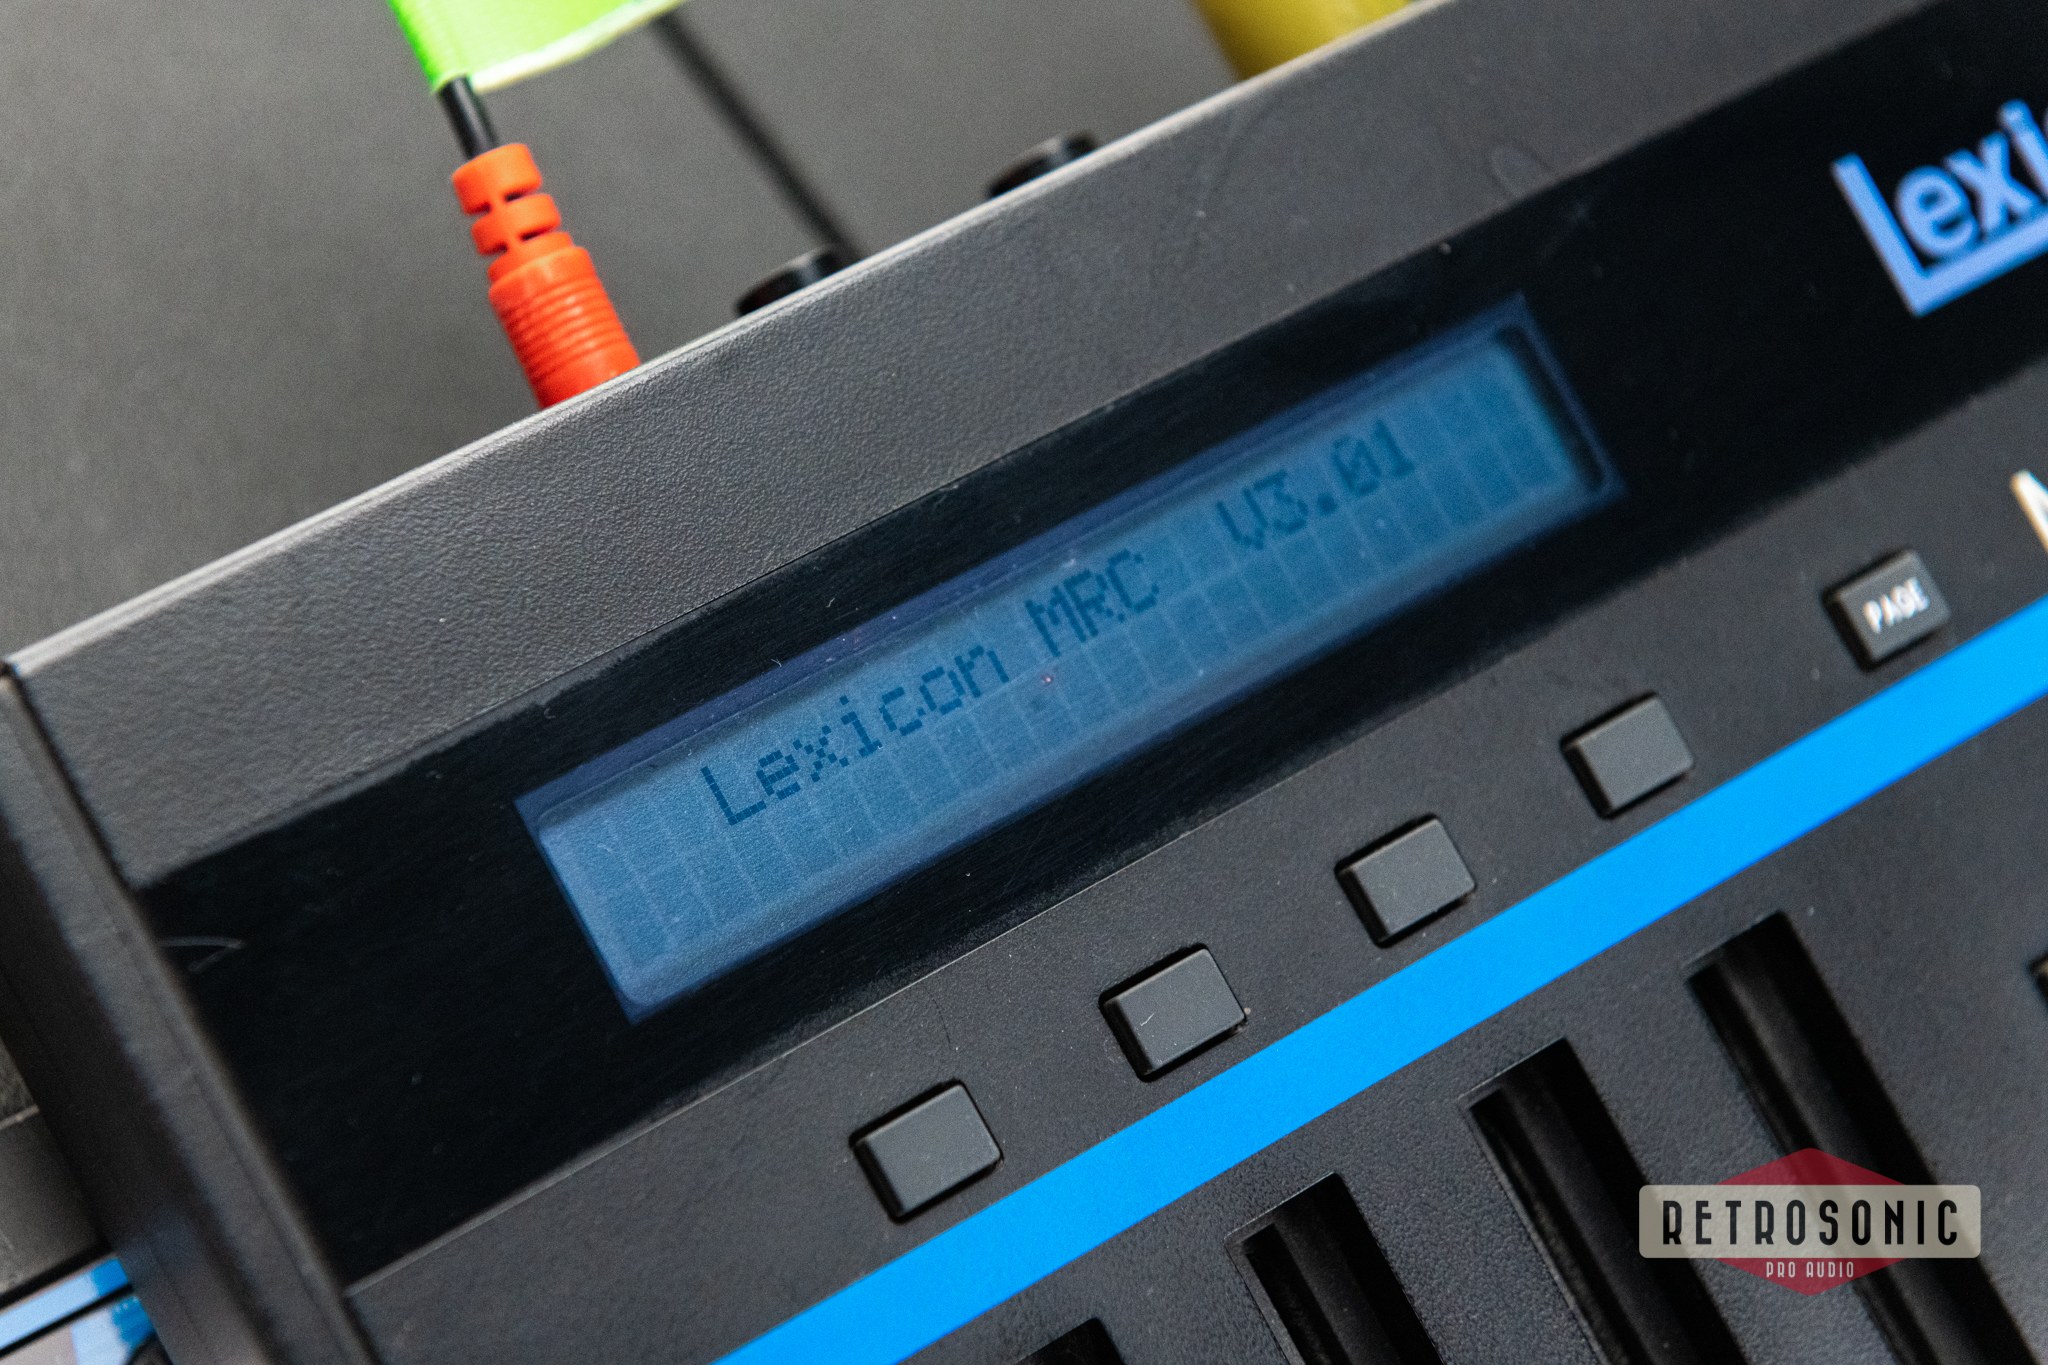 Lexi
Lexicon MRC  V3.01
PAGE
RETROSONIC
PRO AUDIO